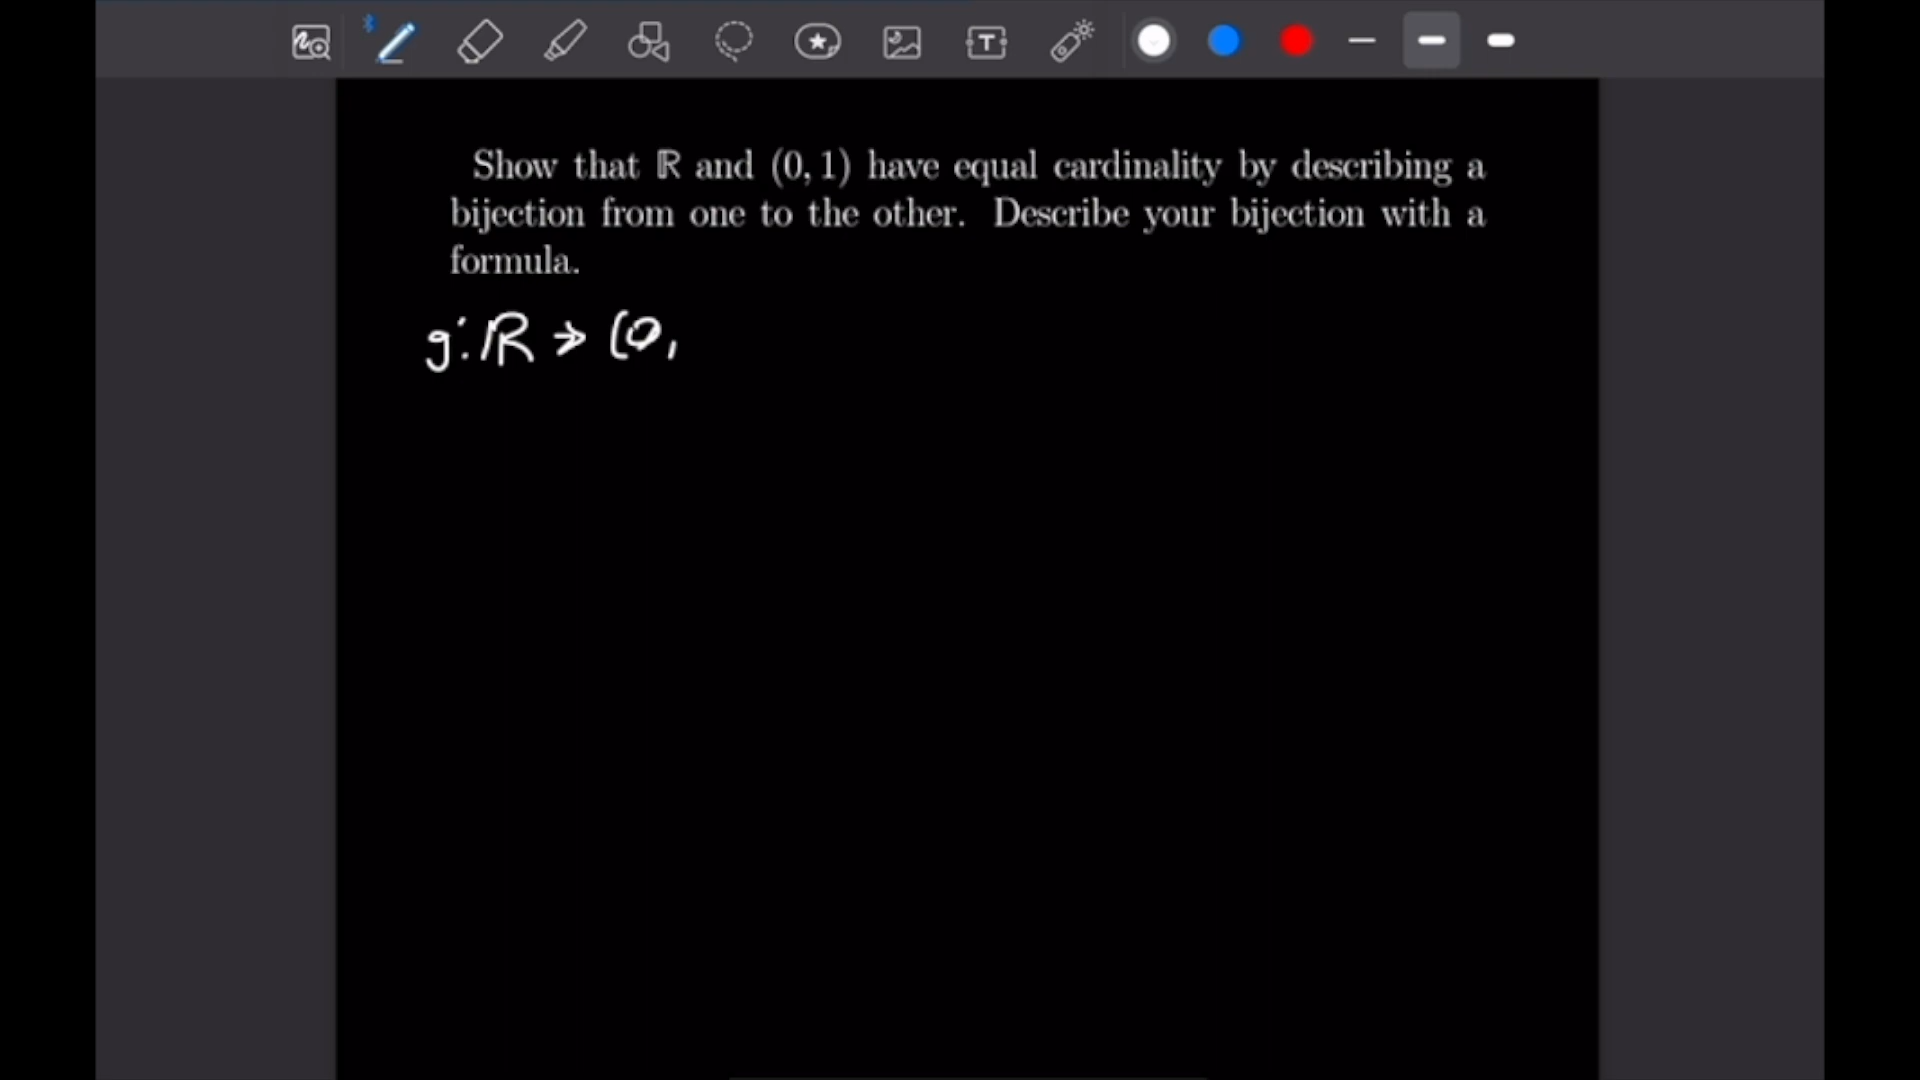 Show that ℝ and (0, 1) have equal cardinality by describing a
bijection from one to the other. Describe your bijection with a
formula.
g: ℝ → (0,